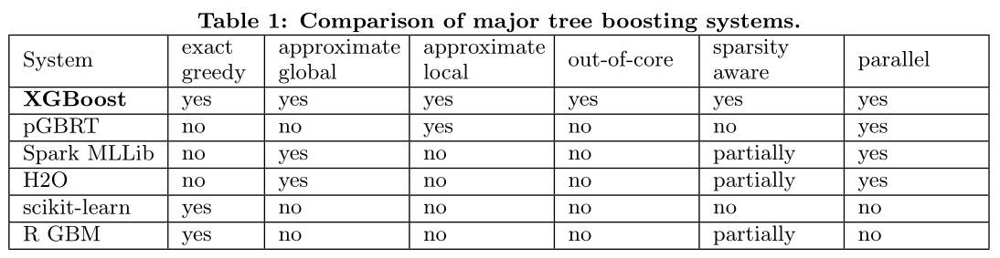 Table 1: Comparison of major tree boosting systems.
System exact greedy approximate global approximate local out-of-core sparsity aware parallel
XGBoost yes yes yes yes yes yes
pGBRT no no yes no no yes
Spark MLLib no yes no no partially yes
H2O no yes no no partially yes
scikit-learn yes no no no no no
R GBM yes no no no partially no